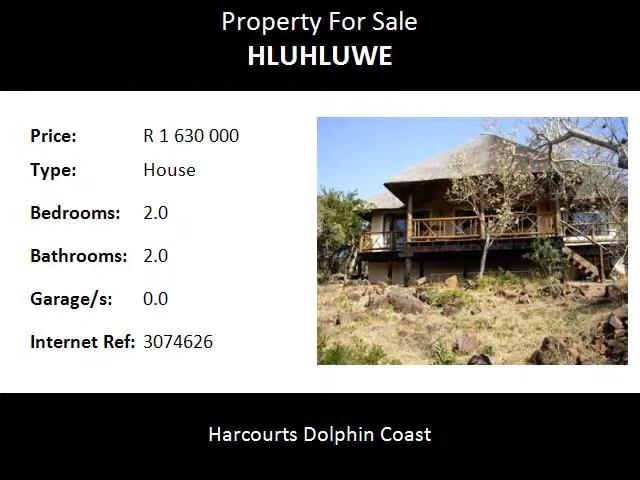 Property For Sale
HLUHLUWE
Price: R 1 630 000
Type: House
Bedrooms: 2.0
Bathrooms: 2.0
Garage/s: 0.0
Internet Ref: 3074626
Harcourts Dolphin Coast